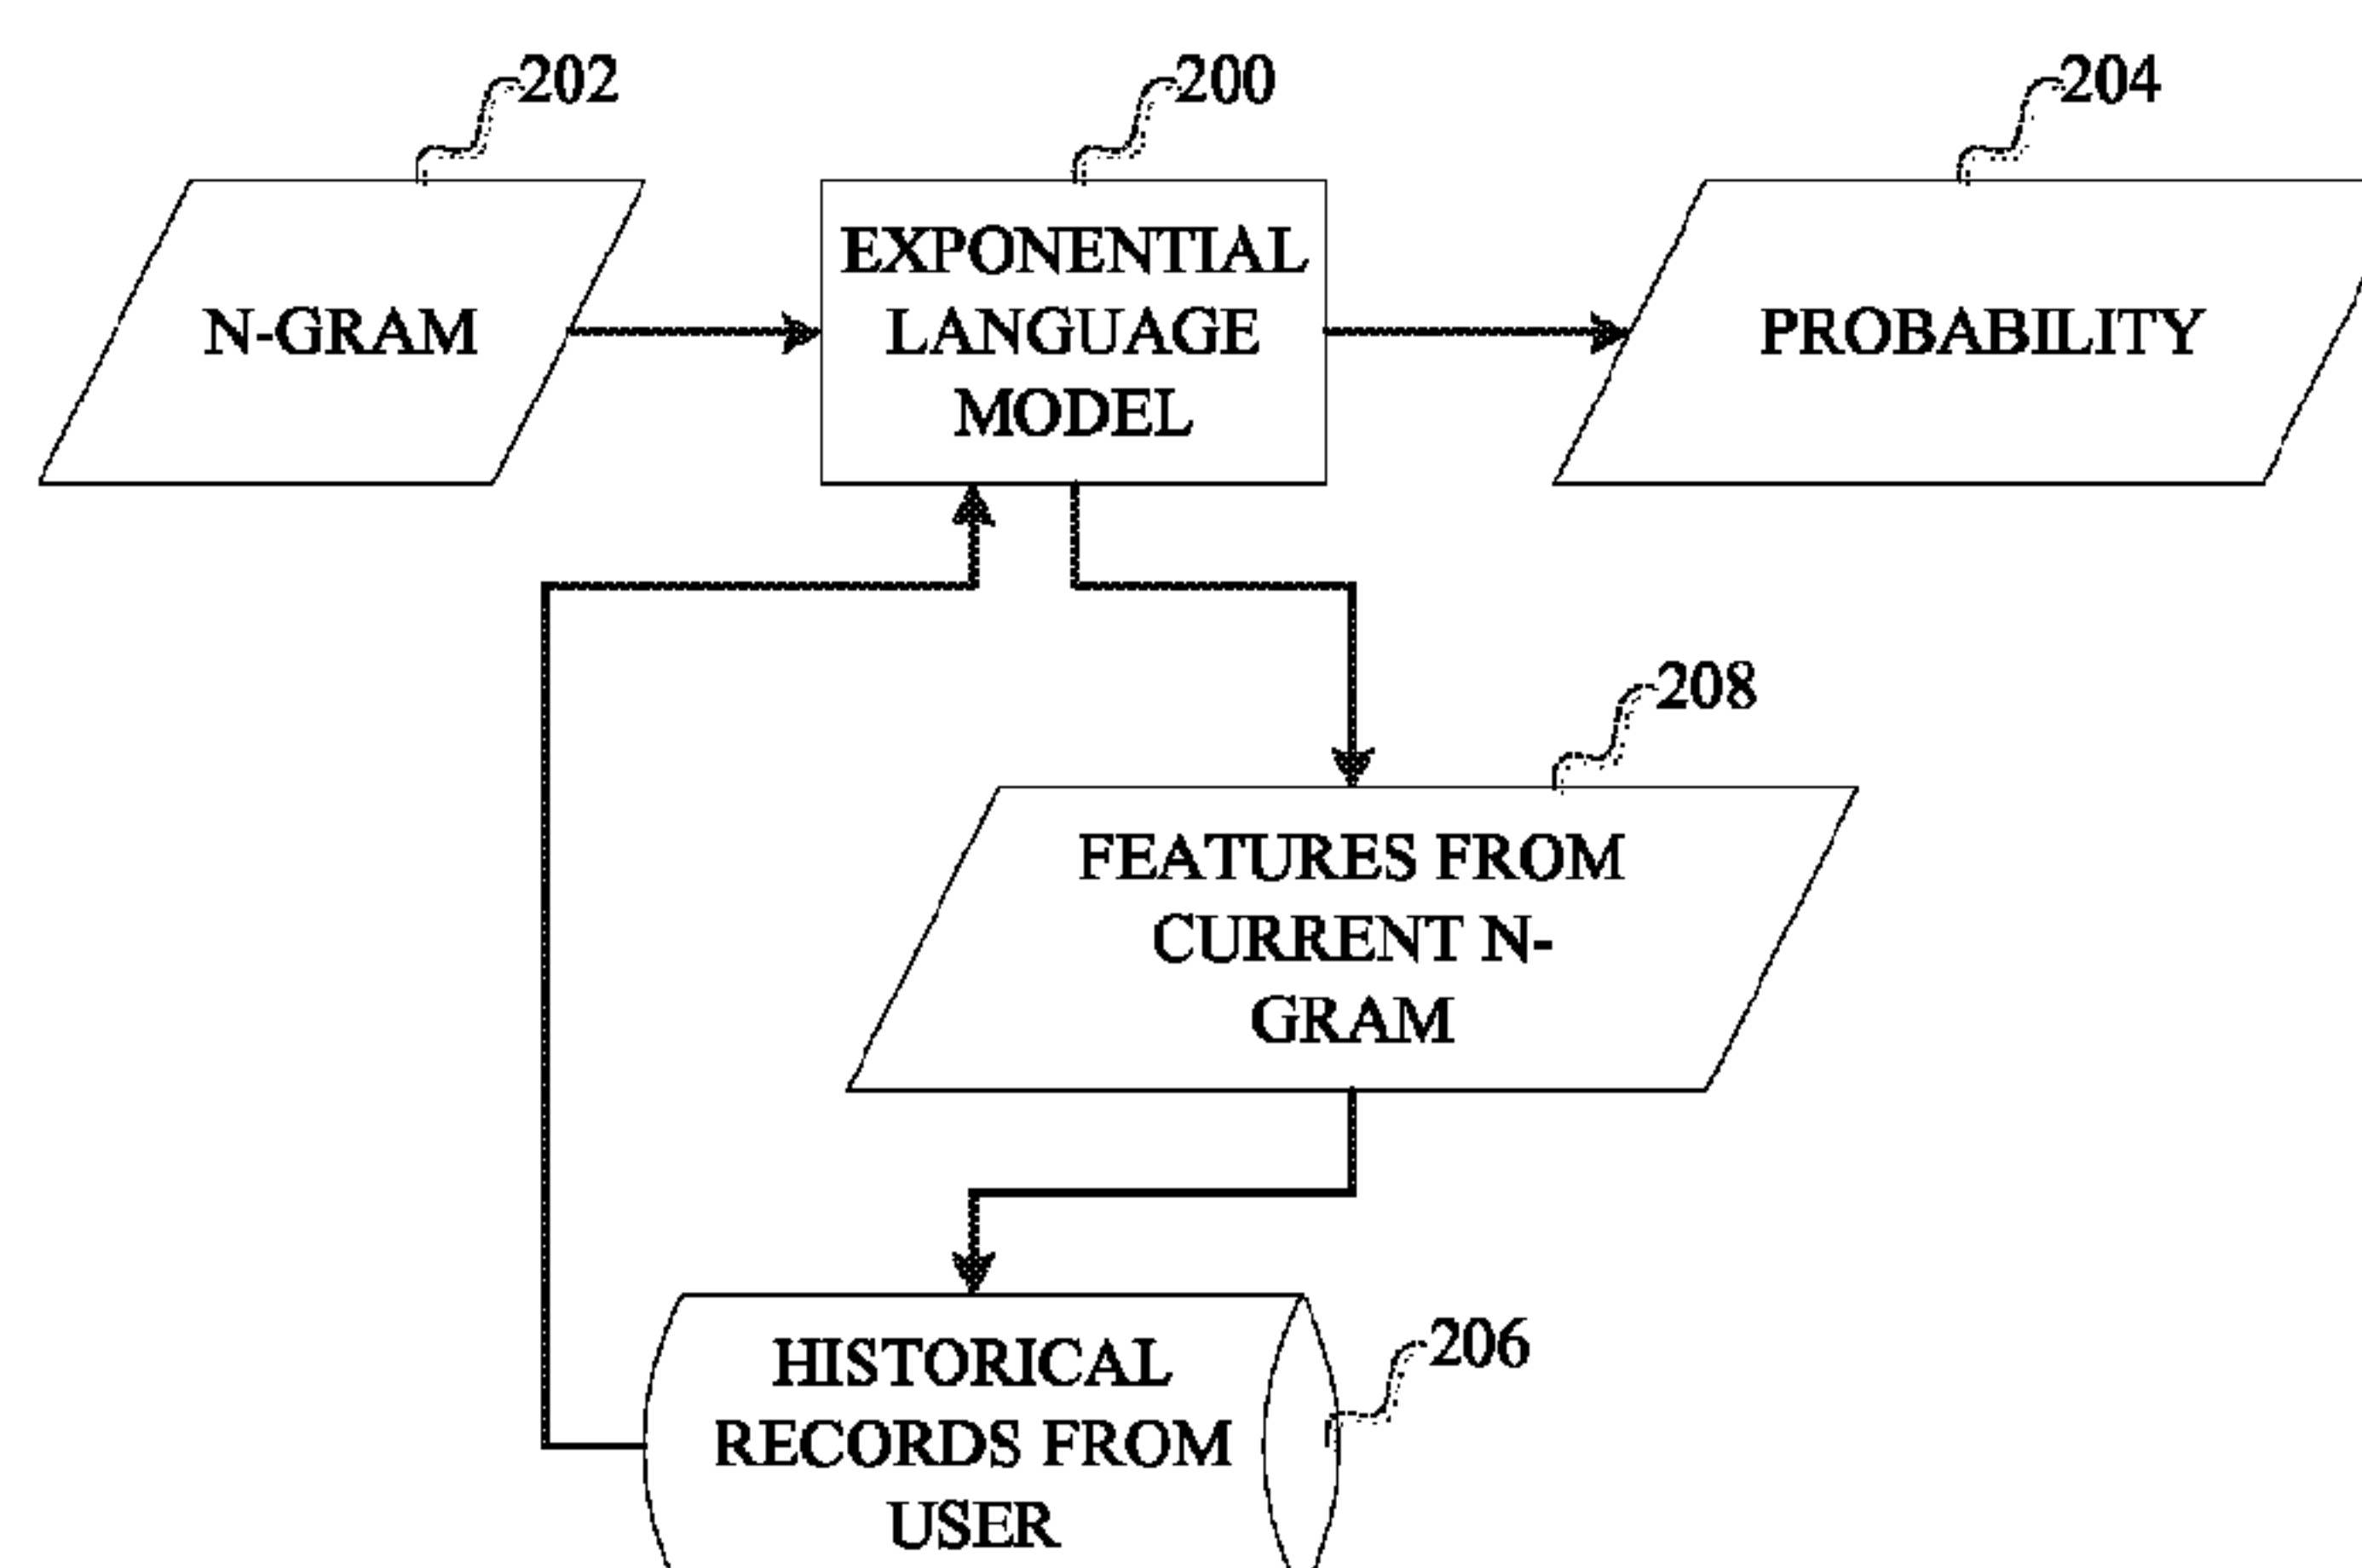 202
200
204
N-GRAM
EXPONENTIAL
LANGUAGE
MODEL
PROBABILITY
208
FEATURES FROM
CURRENT N-
GRAM
206
HISTORICAL
RECORDS FROM
USER